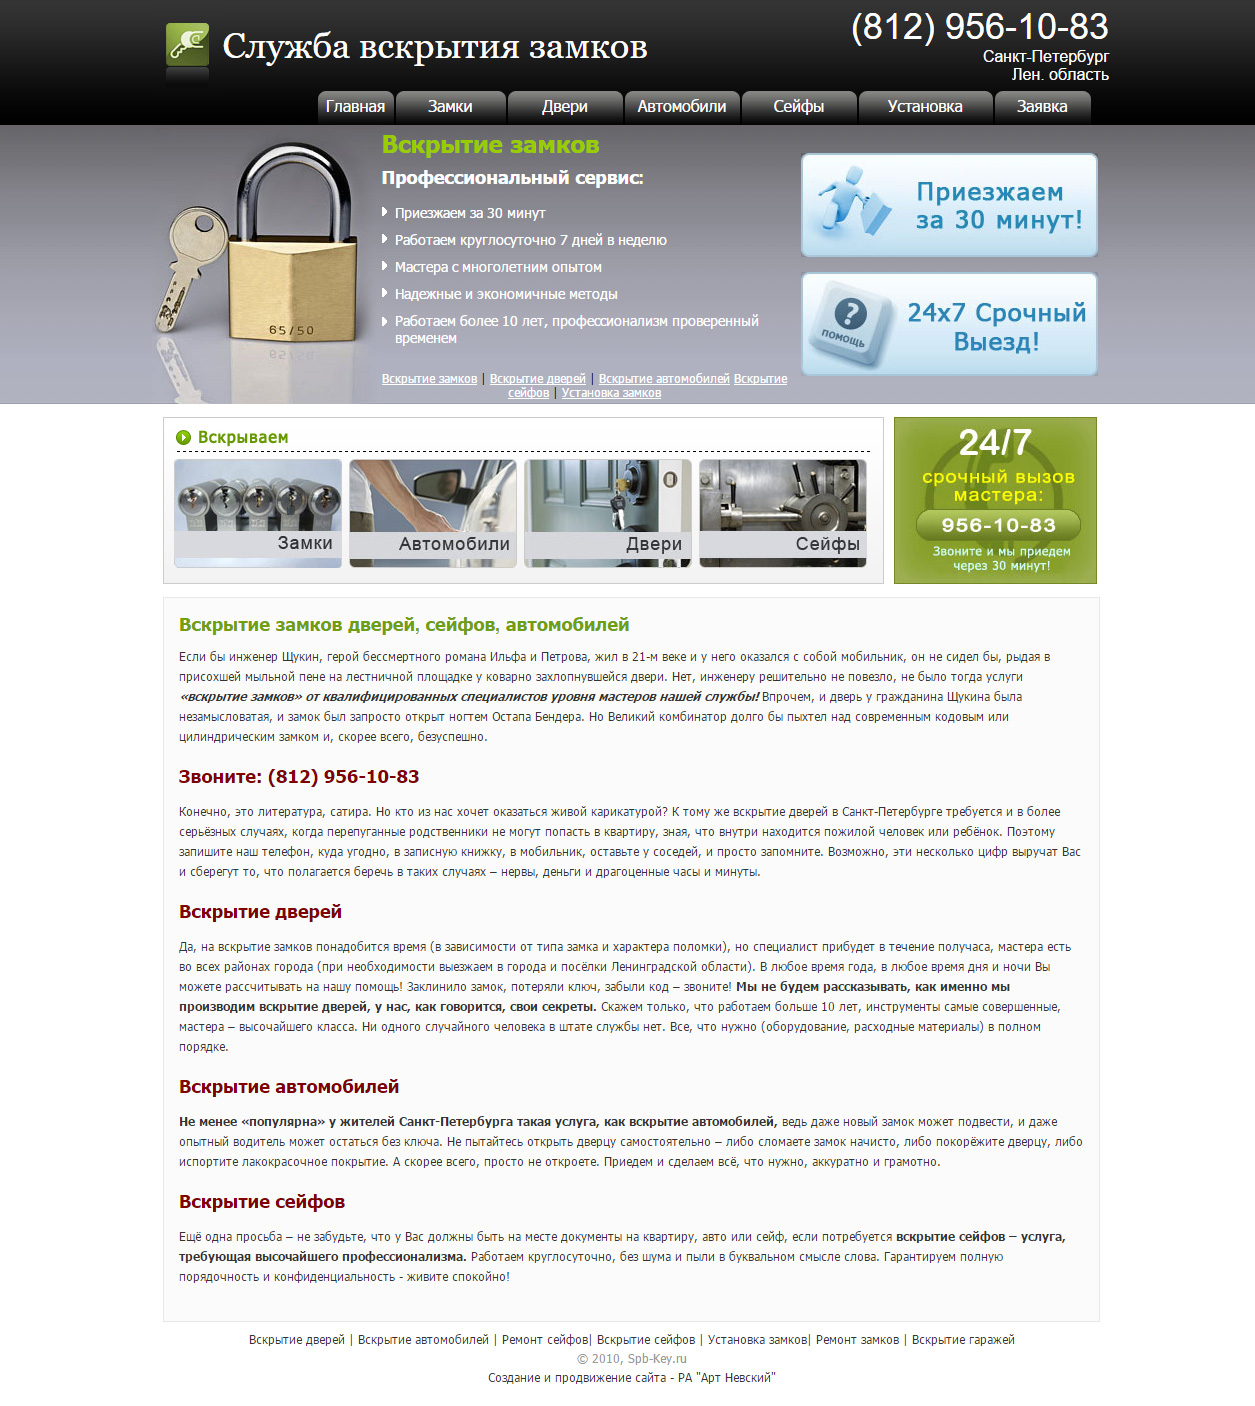 Служба вскрытия замков
(812) 956-10-83
Санкт-Петербург
Лен. область
Главная
Замки
Двери
Автомобили
Сейфы
Установка
Заявка
Вскрытие замков
Профессиональный сервис:
Приезжаем за 30 минут
Работаем круглосуточно 7 дней в неделю
Мастера с многолетним опытом
Надежные и экономичные методы
Работаем более 10 лет, профессионализм проверенный
временем
Вскрытие замков | Вскрытие дверей | Вскрытие автомобилей Вскрытие
сейфов | Установка замков
65/50
Приезжаем
за 30 минут!
?
ПОМОЩЬ
24x7 Срочный
Выезд!
Вскрываем
Замки
Автомобили
Двери
Сейфы
24/7
срочный вызов
мастера:
956-10-83
Звоните и мы приедем
через 30 минут!
Вскрытие замков дверей, сейфов, автомобилей
Если бы инженер Щукин, герой бессмертного романа Ильфа и Петрова, жил в 21-м веке и у него оказался с собой мобильник, он не сидел бы, рыдая в
присохшей мыльной пене на лестничной площадке у коварно захлопнувшейся двери. Нет, инженеру решительно не повезло, не было тогда услуги
«вскрытие замков» от квалифицированных специалистов уровня мастеров нашей службы! Впрочем, и дверь у гражданина Щукина была
незамысловатая, и замок был запросто открыт ногтем Остапа Бендера. Но Великий комбинатор долго бы пыхтел над современным кодовым или
цилиндрическим замком и, скорее всего, безуспешно.
Звоните: (812) 956-10-83
Конечно, это литература, сатира. Но кто из нас хочет оказаться живой карикатурой? К тому же вскрытие дверей в Санкт-Петербурге требуется и в более
серьёзных случаях, когда перепуганные родственники не могут попасть в квартиру, зная, что внутри находится пожилой человек или ребёнок. Поэтому
запишите наш телефон, куда угодно, в записную книжку, в мобильник, оставьте у соседей, и просто запомните. Возможно, эти несколько цифр выручат Вас
и сберегут то, что полагается беречь в таких случаях – нервы, деньги и драгоценные часы и минуты.
Вскрытие дверей
Да, на вскрытие замков понадобится время (в зависимости от типа замка и характера поломки), но специалист прибудет в течение получаса, мастера есть
во всех районах города (при необходимости выезжаем в города и посёлки Ленинградской области). В любое время года, в любое время дня и ночи Вы
можете рассчитывать на нашу помощь! Заклинило замок, потеряли ключ, забыли код – звоните! Мы не будем рассказывать, как именно мы
производим вскрытие дверей, у нас, как говорится, свои секреты. Скажем только, что работаем больше 10 лет, инструменты самые совершенные,
мастера – высочайшего класса. Ни одного случайного человека в штате службы нет. Все, что нужно (оборудование, расходные материалы) в полном
порядке.
Вскрытие автомобилей
Не менее «популярна» у жителей Санкт-Петербурга такая услуга, как вскрытие автомобилей, ведь даже новый замок может подвести, и даже
опытный водитель может остаться без ключа. Не пытайтесь открыть дверцу самостоятельно – либо сломаете замок начисто, либо покорёжите дверцу, либо
испортите лакокрасочное покрытие. А скорее всего, просто не откроете. Приедем и сделаем всё, что нужно, аккуратно и грамотно.
Вскрытие сейфов
Ещё одна просьба – не забудьте, что у Вас должны быть на месте документы на квартиру, авто или сейф, если потребуется вскрытие сейфов – услуга,
требующая высочайшего профессионализма. Работаем круглосуточно, без шума и пыли в буквальном смысле слова. Гарантируем полную
порядочность и конфиденциальность - живите спокойно!
Вскрытие дверей | Вскрытие автомобилей | Ремонт сейфов| Вскрытие сейфов | Установка замков| Ремонт замков | Вскрытие гаражей
© 2010, Spb-Key.ru
Создание и продвижение сайта - РА "Арт Невский"